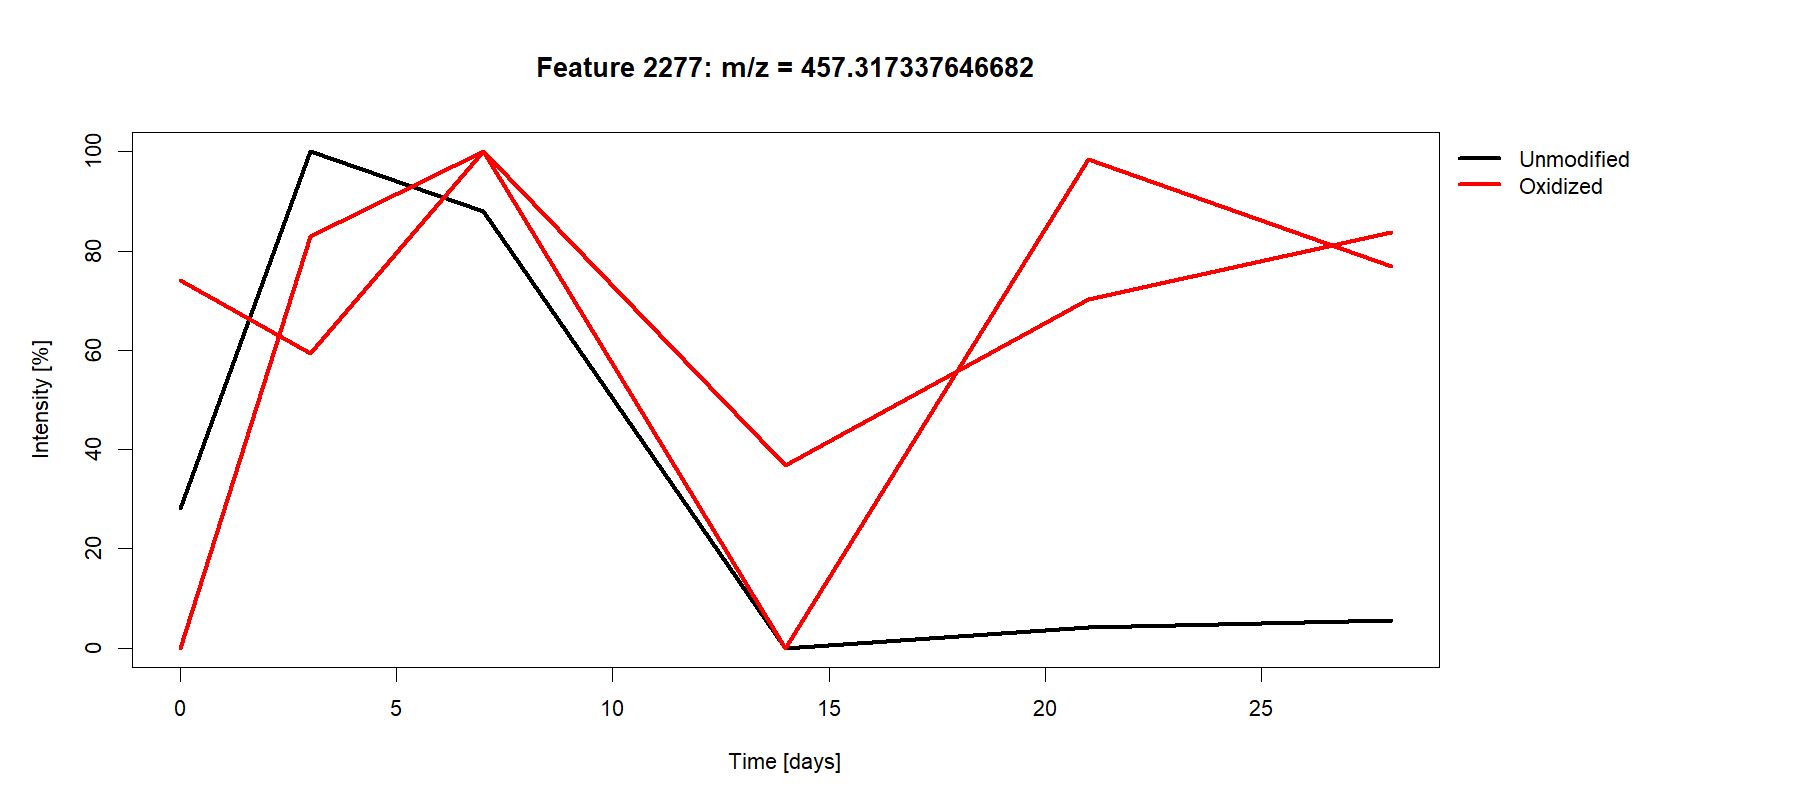 Feature 2277: m/z = 457.317337646682
Unmodified
Oxidized
Intensity [%]
100
80
60
40
20
0
0 5 10 15 20 25
Time [days]